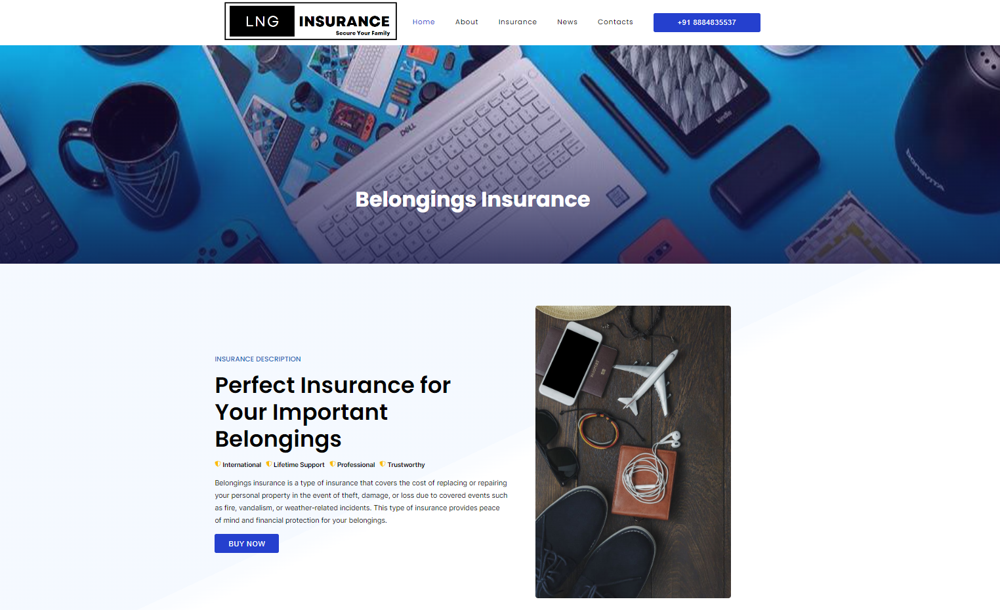 LNG INSURANCE
Secure Your Family
Home About Insurance News Contacts +91 8884835537
DELL
kindle
bonavita
Belongings Insurance
PASSPORT
INSURANCE DESCRIPTION
Perfect Insurance for
Your Important
Belongings
International Lifetime Support Professional Trustworthy
Belongings insurance is a type of insurance that covers the cost of replacing or repairing
your personal property in the event of theft, damage, or loss due to covered events such
as fire, vandalism, or weather-related incidents. This type of insurance provides peace
of mind and financial protection for your belongings.
BUY NOW